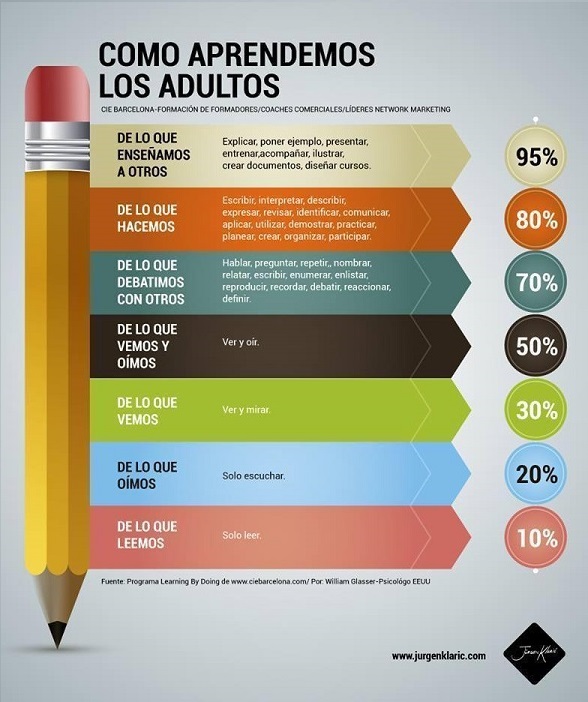 COMO APRENDEMOS
LOS ADULTOS
CIE BARCELONA-FORMACIÓN DE FORMADORES/COACHES COMERCIALES/LÍDERES NETWORK MARKETING
DE LO QUE
ENSEÑAMOS
A OTROS
Explicar, poner ejemplo, presentar,
entrenar,acompañar, ilustrar,
crear documentos, diseñar cursos.
95%
DE LO QUE
HACEMOS
Escribir, interpretar, describir,
expresar, revisar, identificar, comunicar,
aplicar, utilizar, demostrar, practicar,
planear, crear, organizar, participar.
80%
DE LO QUE
DEBATIMOS
CON OTROS
Hablar, preguntar, repetir,, nombrar,
relatar, escribir, enumerar, enlistar,
reproducir, recordar, debatir, reaccionar,
definir.
70%
DE LO QUE
VEMOS Y
OÍMOS
Ver y oír.
50%
DE LO QUE
VEMOS
Ver y mirar.
30%
DE LO QUE
OÍMOS
Solo escuchar.
20%
DE LO QUE
LEEMOS
Solo leer.
10%
Fuente: Programa Learning By Doing de www.ciebarcelona.com/ Por: William Glasser-Psicológo EEUU
www.jurgenklaric.com
Jürgen Klarić